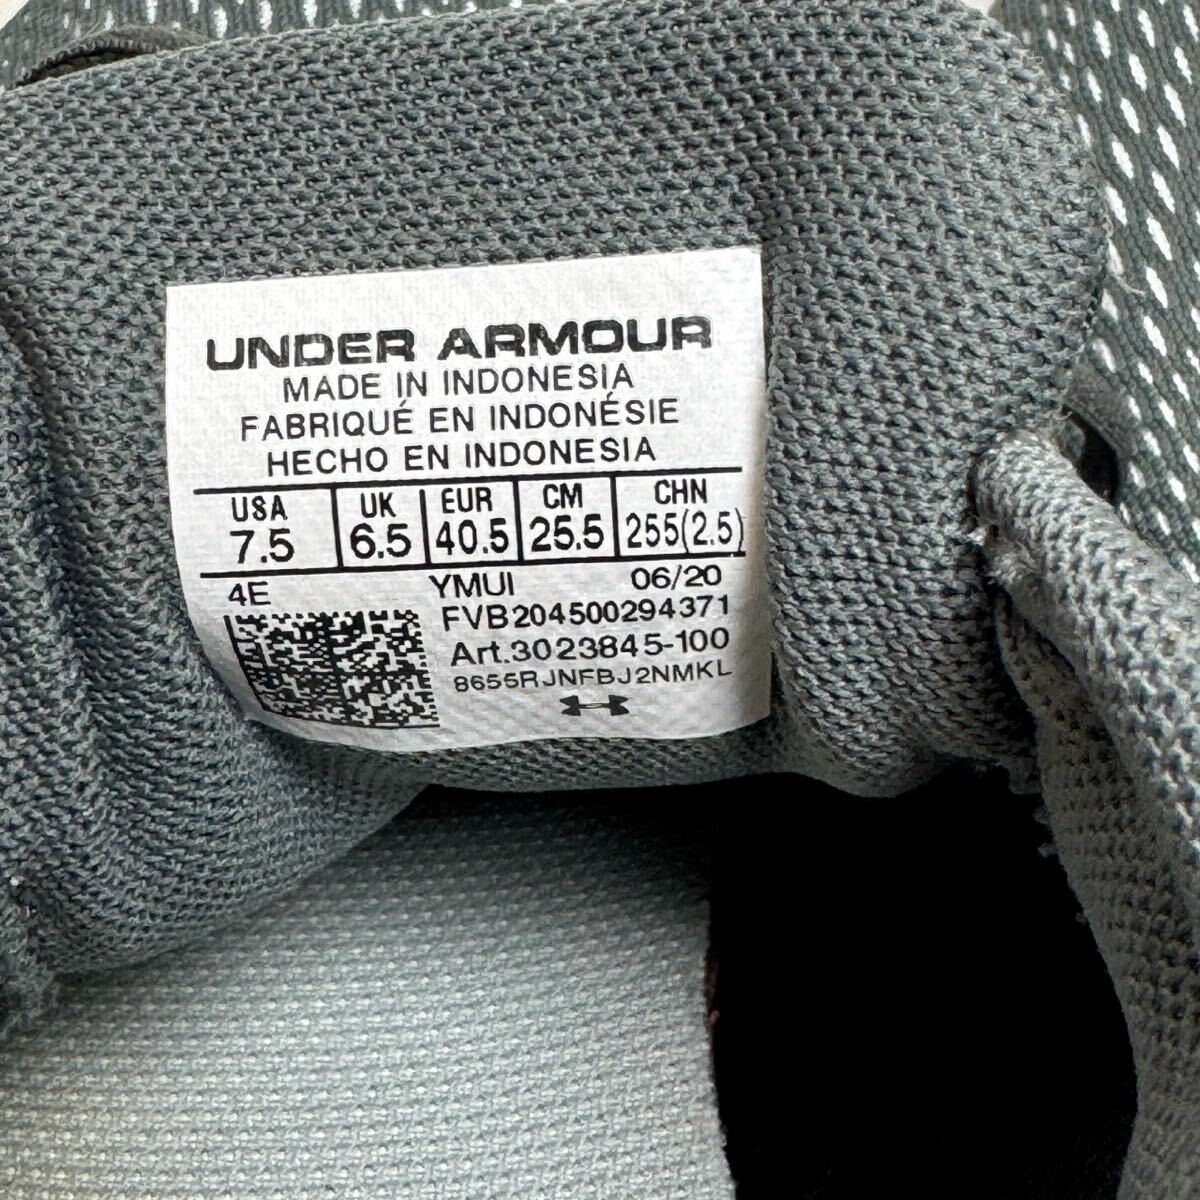 UNDER ARMOUR
MADE IN INDONESIA
FABRIQUÉ EN INDONÉSIE
HECHO EN INDONESIA
USA UK EUR CM CHN
7.5 6.5 40.5 25.5 255(2.5)
4E YMUI 06/20
FVB204500294371
Art.3023845-100
8655RJNFBJ2NMKL